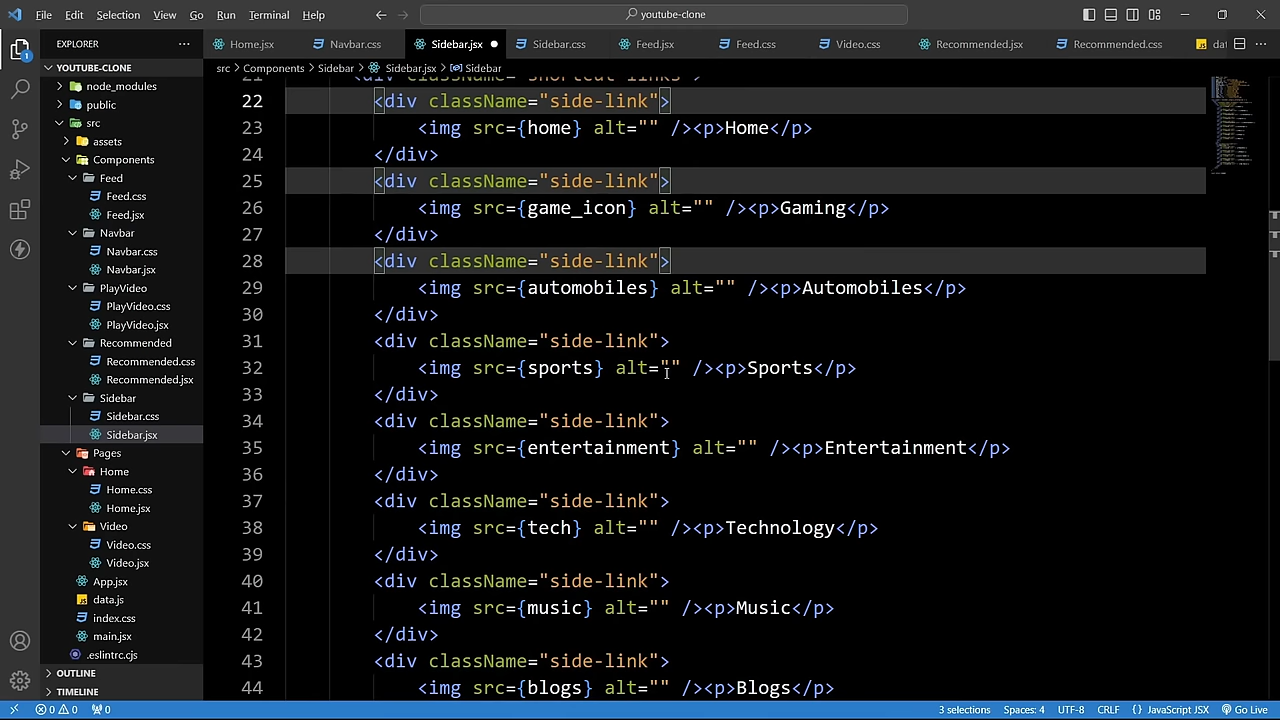 File Edit Selection View Go Run Terminal Help
youtube-clone
EXPLORER
Home.jsx Navbar.css Sidebar.jsx Sidebar.css Feed.jsx Feed.css Video.css Recommended.jsx Recommended.css dat
YOUTUBE-CLONE
src > Components > Sidebar > Sidebar.jsx > Sidebar
node_modules
public
src
assets
Components
Feed
Feed.css
Feed.jsx
Navbar
Navbar.css
Navbar.jsx
PlayVideo
PlayVideo.css
PlayVideo.jsx
Recommended
Recommended.css
Recommended.jsx
Sidebar
Sidebar.css
Sidebar.jsx
Pages
Home
Home.css
Home.jsx
Video
Video.css
Video.jsx
App.jsx
data.js
index.css
main.jsx
.eslintrc.cjs
OUTLINE
TIMELINE
21 <div className="shortcut-links">
22 <div className="side-link">
23 <img src={home} alt="" /><p>Home</p>
24 </div>
25 <div className="side-link">
26 <img src={game_icon} alt="" /><p>Gaming</p>
27 </div>
28 <div className="side-link">
29 <img src={automobiles} alt="" /><p>Automobiles</p>
30 </div>
31 <div className="side-link">
32 <img src={sports} alt="" /><p>Sports</p>
33 </div>
34 <div className="side-link">
35 <img src={entertainment} alt="" /><p>Entertainment</p>
36 </div>
37 <div className="side-link">
38 <img src={tech} alt="" /><p>Technology</p>
39 </div>
40 <div className="side-link">
41 <img src={music} alt="" /><p>Music</p>
42 </div>
43 <div className="side-link">
44 <img src={blogs} alt="" /><p>Blogs</p>
0 0 0 3 selections Spaces: 4 UTF-8 CRLF {} JavaScript JSX Go Live